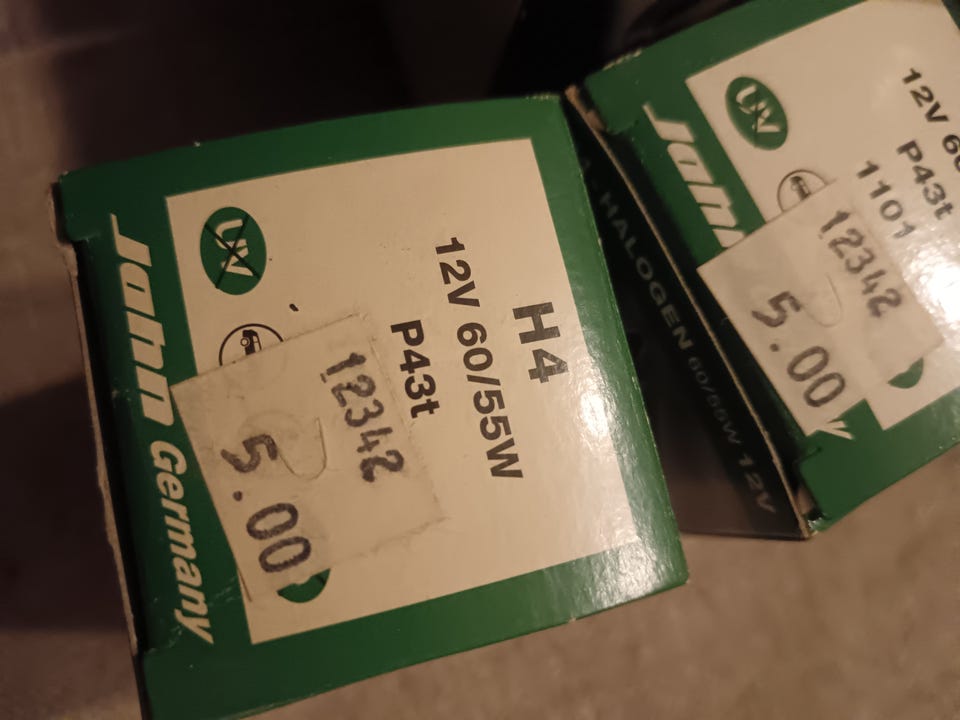 H4
12V 60/55W
P43t
UV
12342
5.00
Jahn Germany
HALOGEN 60/55W 12V
12V
P43t
1101
UV
12342
5.00